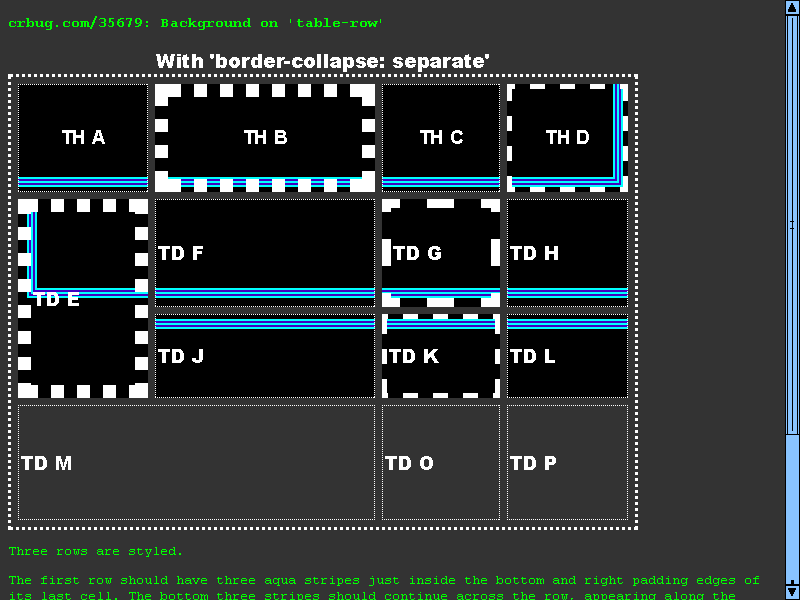 crbug.com/35679: Background on 'table-row'
With 'border-collapse: separate'
TH A TH B TH C TH D
TD E TD F TD G TD H
TD J TD K TD L
TD M TD O TD P
Three rows are styled.
The first row should have three aqua stripes just inside the bottom and right padding edges of
its last cell. The bottom three stripes should continue across the row, appearing along the